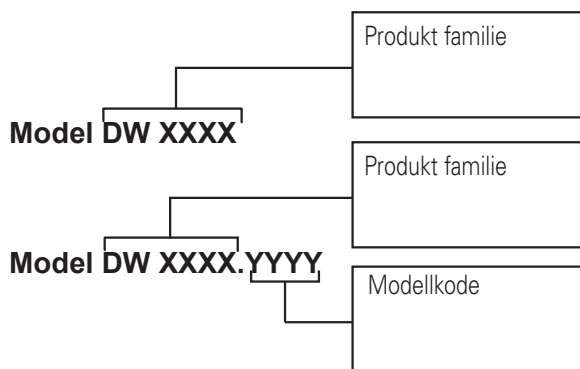 Produkt familie
Model DW XXXX
Produkt familie
Model DW XXXX.YYYY
Modellkode